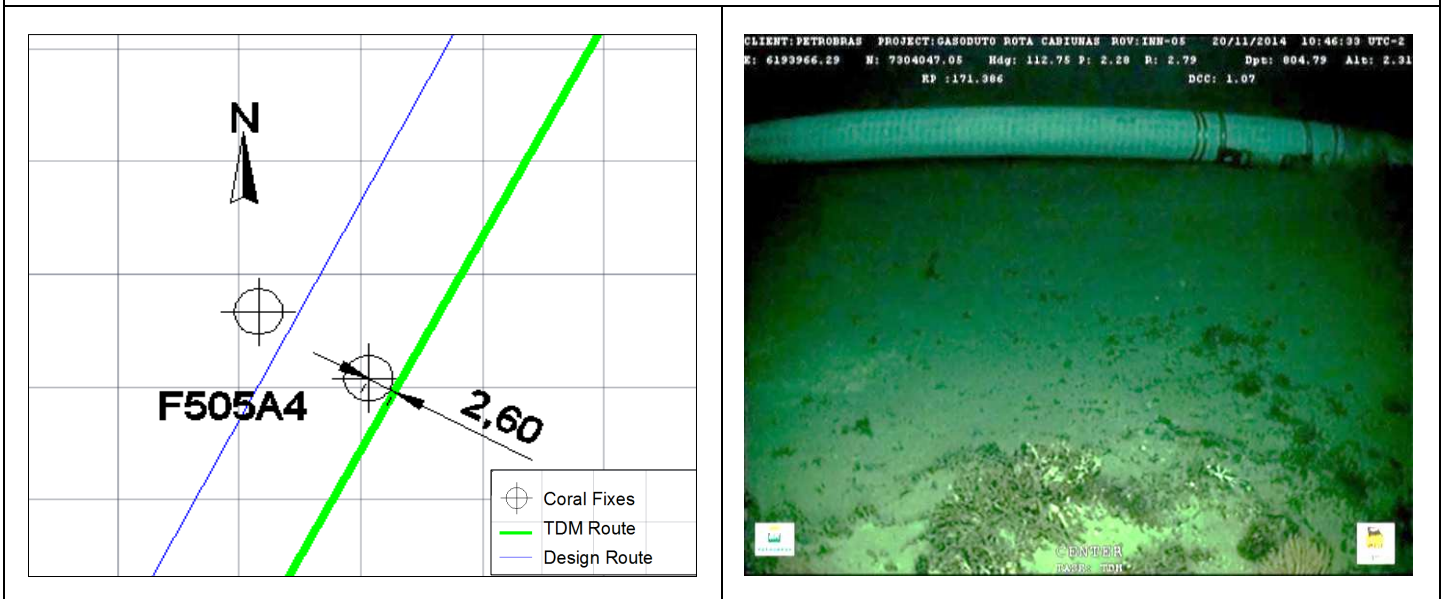 N
F505A4
2,60
Coral Fixes
TDM Route
Design Route
CLIENT:PETROBRAS PROJECT:GASODUTO ROTA CABIUNAS ROV:INN-05 20/11/2014 10:46:33 UTC-2
E: 6193966.29 N: 7304047.05 Hdg: 112.75 P: 2.28 R: 2.79 Dpt: 804.79 Alt: 2.31
KP :171.386 DCC: 1.07
CENTER
TASK: TDM